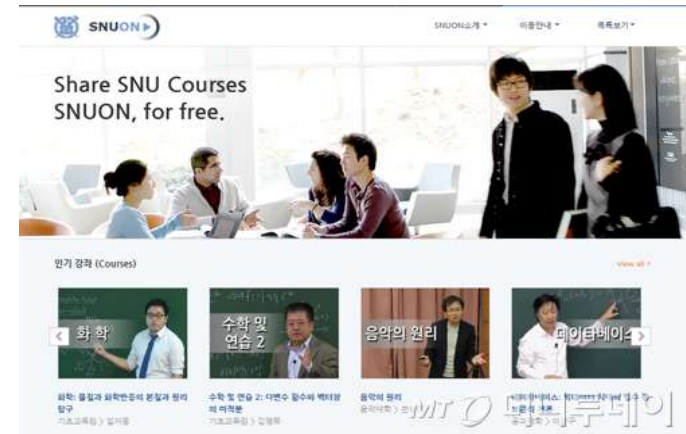 SNUON
SNUON소개 이용안내 목록보기
Share SNU Courses
SNUON, for free.
인기 강좌 (Courses)
View all >
화학
수학 및
연습 2
음악의 원리
데이타베이스
화학: 물질과 화학반응의 본질과 원리
탐구
기초교육원 >
수학 및 연습 2: 다변수 함수와 벡터장
의 미적분
기초교육원 > 김명환
음악의 원리
음악대학 >
MT 머니투데이